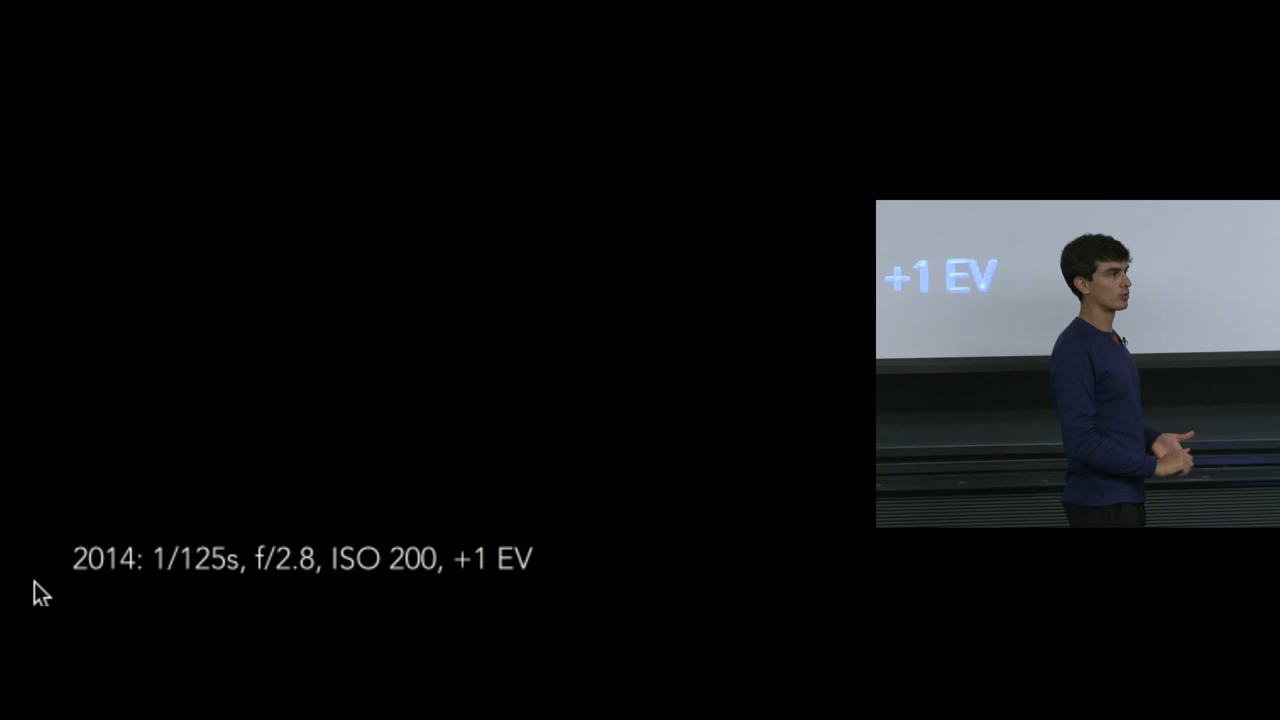 +1 EV
2014: 1/125s, f/2.8, ISO 200, +1 EV